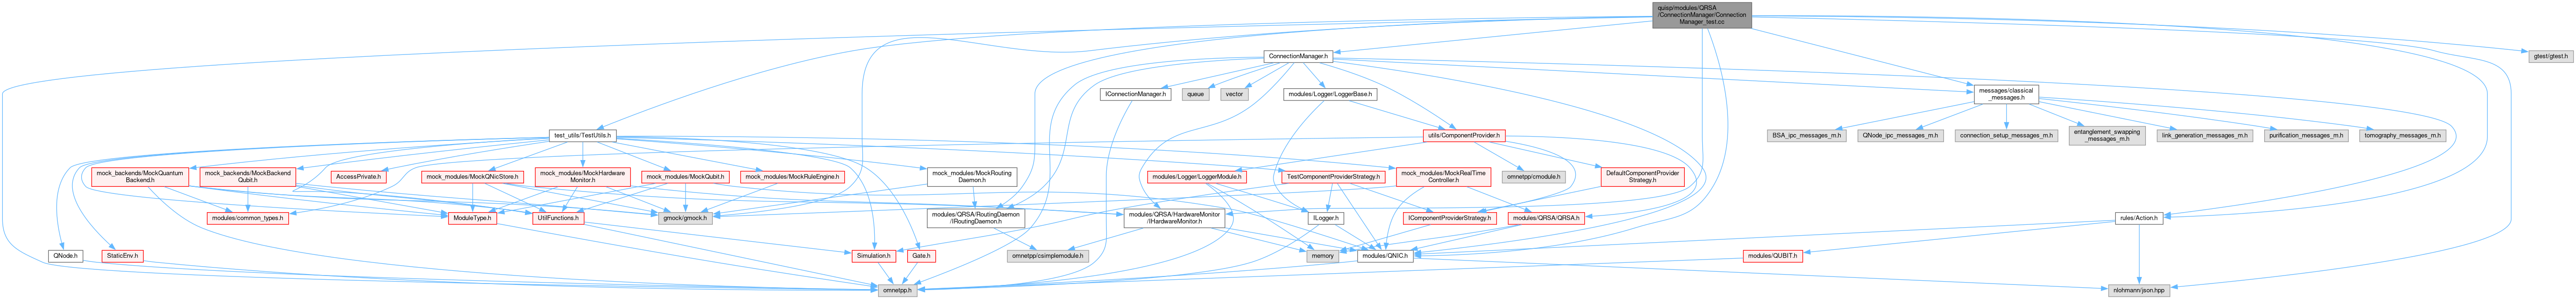 quisp/modules/QRSA
/ConnectionManager/Connection
Manager_test.cc
ConnectionManager.h
gtest/gtest.h
IConnectionManager.h
queue
vector
modules/Logger/LoggerBase.h
messages/classical
_messages.h
test_utils/TestUtils.h
utils/ComponentProvider.h
BSA_ipc_messages_m.h
QNode_ipc_messages_m.h
connection_setup_messages_m.h
entanglement_swapping
_messages_m.h
link_generation_messages_m.h
purification_messages_m.h
tomography_messages_m.h
mock_backends/MockQuantum
Backend.h
mock_backends/MockBackend
Qubit.h
AccessPrivate.h
mock_modules/MockQNicStore.h
mock_modules/MockHardware
Monitor.h
mock_modules/MockQubit.h
mock_modules/MockRuleEngine.h
mock_modules/MockRouting
Daemon.h
modules/Logger/LoggerModule.h
TestComponentProviderStrategy.h
mock_modules/MockRealTime
Controller.h
omnetpp/cmodule.h
DefaultComponentProvider
Strategy.h
modules/common_types.h
ModuleType.h
UtilFunctions.h
gmock/gmock.h
modules/QRSA/RoutingDaemon
/IRoutingDaemon.h
modules/QRSA/HardwareMonitor
/IHardwareMonitor.h
ILogger.h
IComponentProviderStrategy.h
modules/QRSA/QRSA.h
rules/Action.h
QNode.h
StaticEnv.h
Simulation.h
Gate.h
omnetpp/csimplemodule.h
memory
modules/QNIC.h
modules/QUBIT.h
omnetpp.h
nlohmann/json.hpp